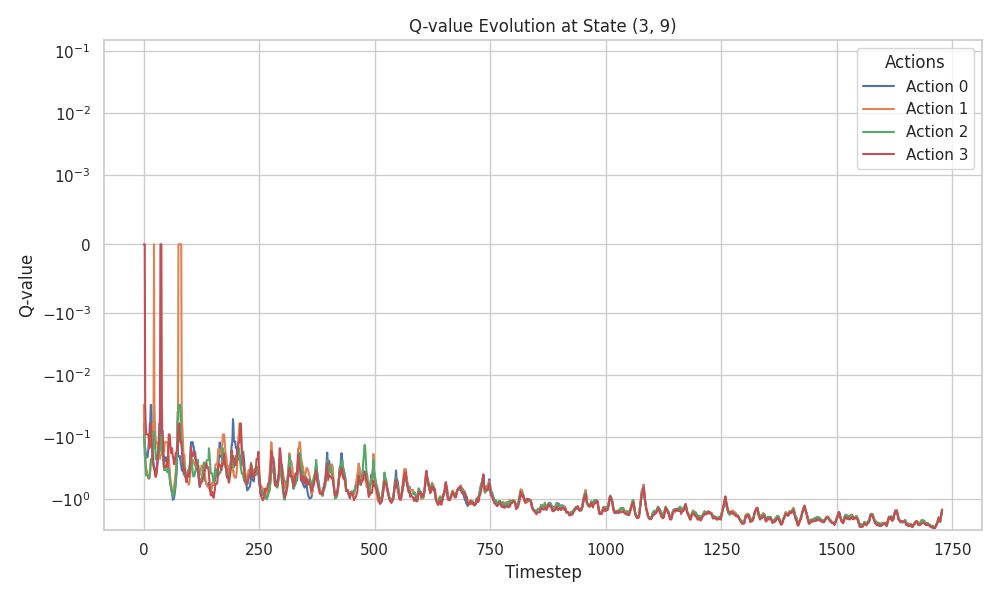 Q-value Evolution at State (3, 9)
Actions
Action 0
Action 1
Action 2
Action 3
Q-value
10⁻¹
10⁻²
10⁻³
0
−10⁻³
−10⁻²
−10⁻¹
−10⁰
0 250 500 750 1000 1250 1500 1750
Timestep